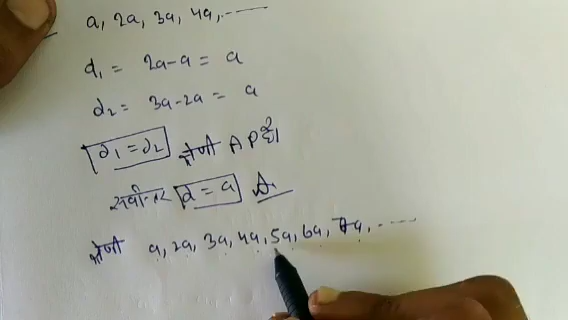 a, 2a, 3a, 4a, -----
d₁ = 2a-a = a
d₂ = 3a-2a = a
d₁ = d₂ श्रेणी AP है।
सर्वान्तर d = a A.
श्रेणी a, 2a, 3a, 4a, 5a, 6a, 7a, -----